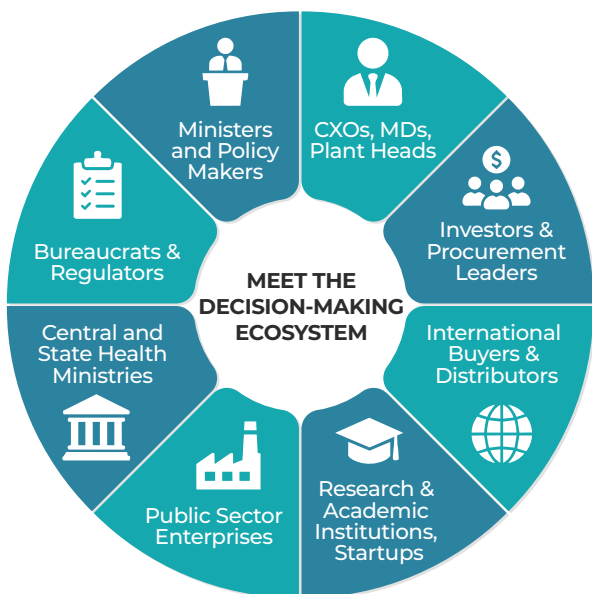 Ministers
and Policy
Makers
CXOs, MDs,
Plant Heads
$
Investors &
Procurement
Leaders
International
Buyers &
Distributors
Research &
Academic
Institutions,
Startups
Public Sector
Enterprises
Central and
State Health
Ministries
Bureaucrats &
Regulators
MEET THE
DECISION-MAKING
ECOSYSTEM